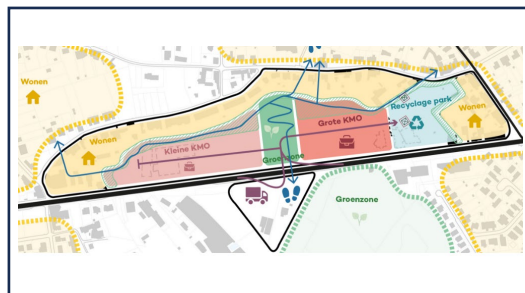 Wonen
Wonen
Kleine KMO
Groenzone
Grote KMO
Recyclage park
Wonen
Groenzone